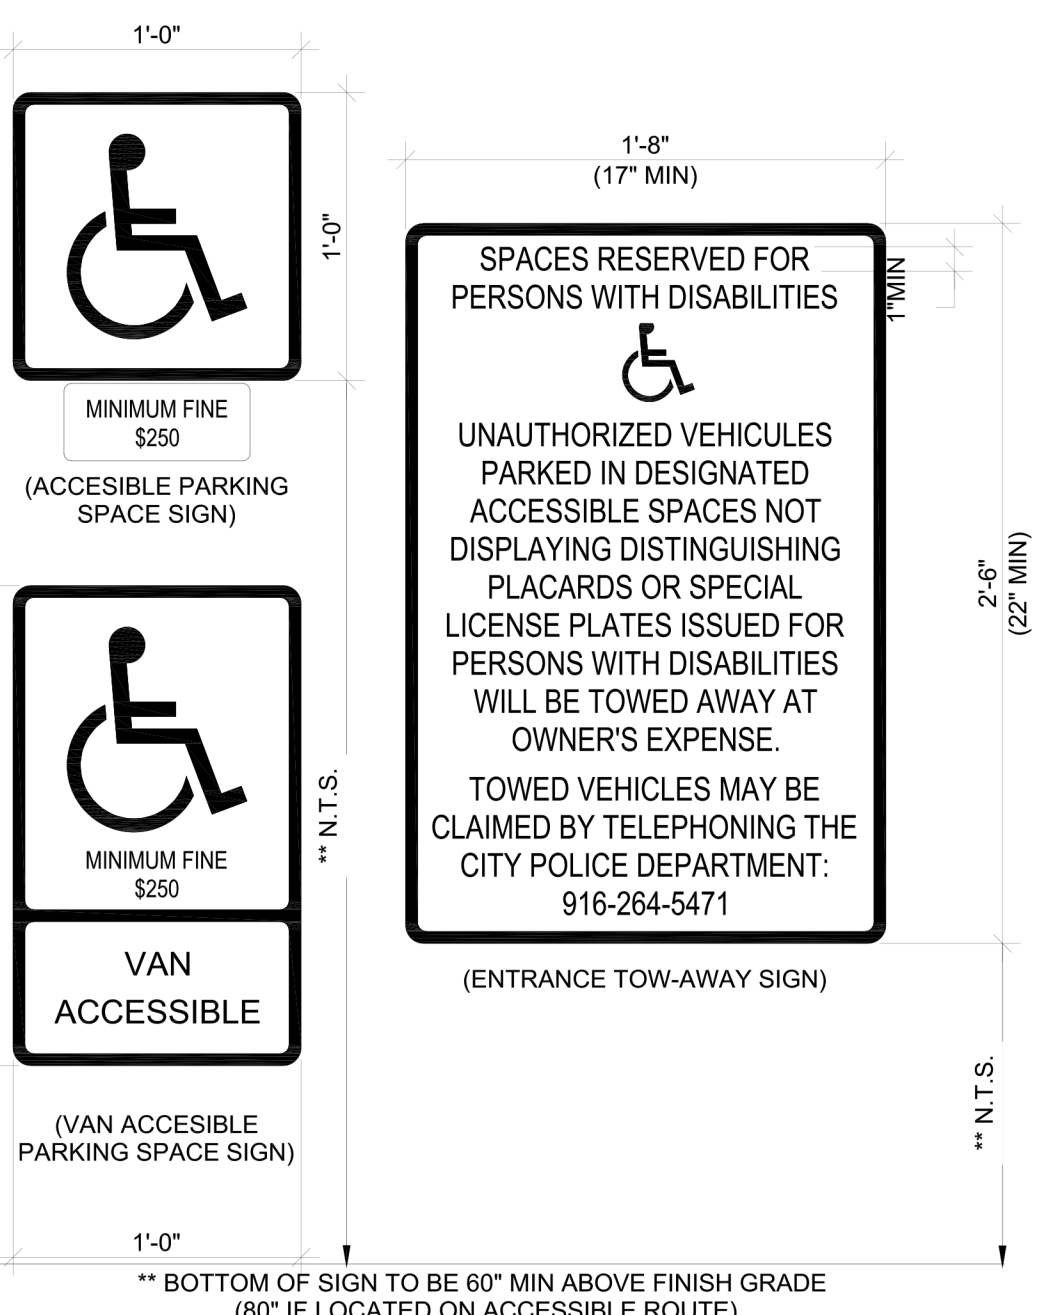 1'-0"
1'-0"
MINIMUM FINE
$250
(ACCESIBLE PARKING
SPACE SIGN)
MINIMUM FINE
$250
VAN
ACCESSIBLE
(VAN ACCESIBLE
PARKING SPACE SIGN)
1'-0"
** N.T.S.
1'-8"
(17" MIN)
1"MIN
SPACES RESERVED FOR
PERSONS WITH DISABILITIES
UNAUTHORIZED VEHICULES
PARKED IN DESIGNATED
ACCESSIBLE SPACES NOT
DISPLAYING DISTINGUISHING
PLACARDS OR SPECIAL
LICENSE PLATES ISSUED FOR
PERSONS WITH DISABILITIES
WILL BE TOWED AWAY AT
OWNER'S EXPENSE.
TOWED VEHICLES MAY BE
CLAIMED BY TELEPHONING THE
CITY POLICE DEPARTMENT:
916-264-5471
(ENTRANCE TOW-AWAY SIGN)
2'-6"
(22" MIN)
** N.T.S.
** BOTTOM OF SIGN TO BE 60" MIN ABOVE FINISH GRADE
(80" IF LOCATED ON ACCESSIBLE ROUTE)